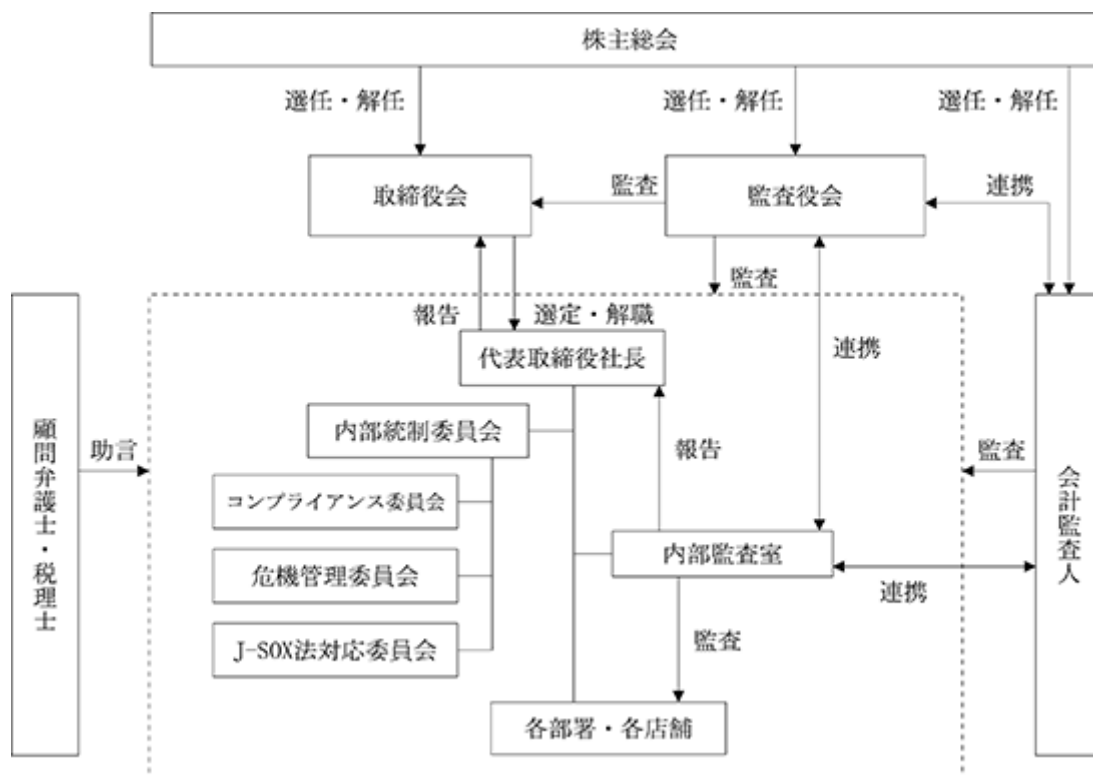 株主総会
選任・解任
選任・解任
選任・解任
取締役会
監査
監査役会
連携
監査
報告
選定・解職
代表取締役社長
連携
内部統制委員会
報告
顧問弁護士・税理士
助言
監査
会計監査人
コンプライアンス委員会
内部監査室
危機管理委員会
連携
J-SOX法対応委員会
監査
各部署・各店舗